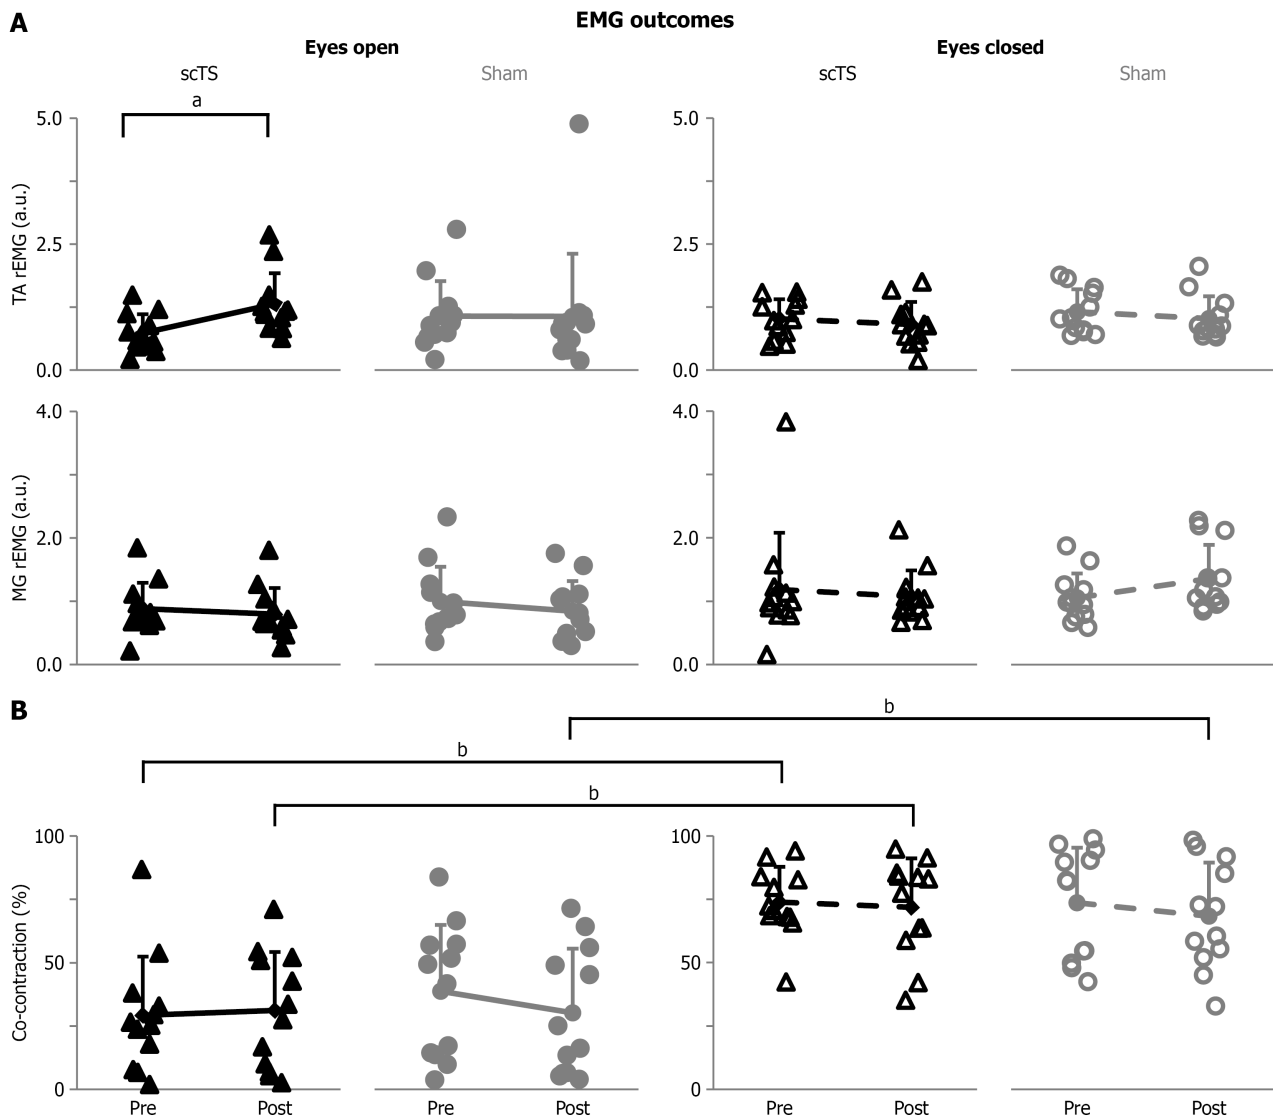 A
EMG outcomes
Eyes open
Eyes closed
scTS
Sham
scTS
Sham
a
TA rEMG (a.u.)
5.0
2.5
0.0
5.0
2.5
0.0
MG rEMG (a.u.)
4.0
2.0
0.0
4.0
2.0
0.0
B
b
b
b
Co-contraction (%)
100
50
0
100
50
0
Pre
Post
Pre
Post
Pre
Post
Pre
Post